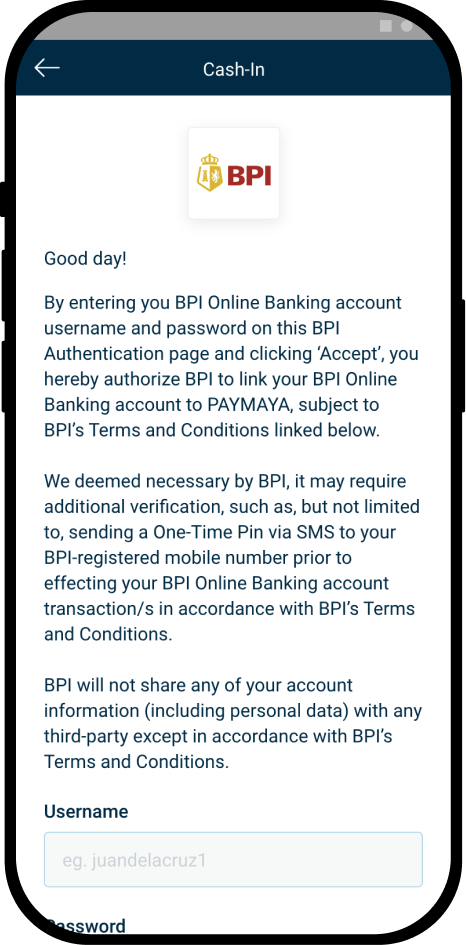 Cash-In
BPI
Good day!
By entering you BPI Online Banking account
username and password on this BPI
Authentication page and clicking ‘Accept’, you
hereby authorize BPI to link your BPI Online
Banking account to PAYMAYA, subject to
BPI’s Terms and Conditions linked below.
We deemed necessary by BPI, it may require
additional verification, such as, but not limited
to, sending a One-Time Pin via SMS to your
BPI-registered mobile number prior to
effecting your BPI Online Banking account
transaction/s in accordance with BPI’s Terms
and Conditions.
BPI will not share any of your account
information (including personal data) with any
third-party except in accordance with BPI’s
Terms and Conditions.
Username
eg. juandelacruz1
Password